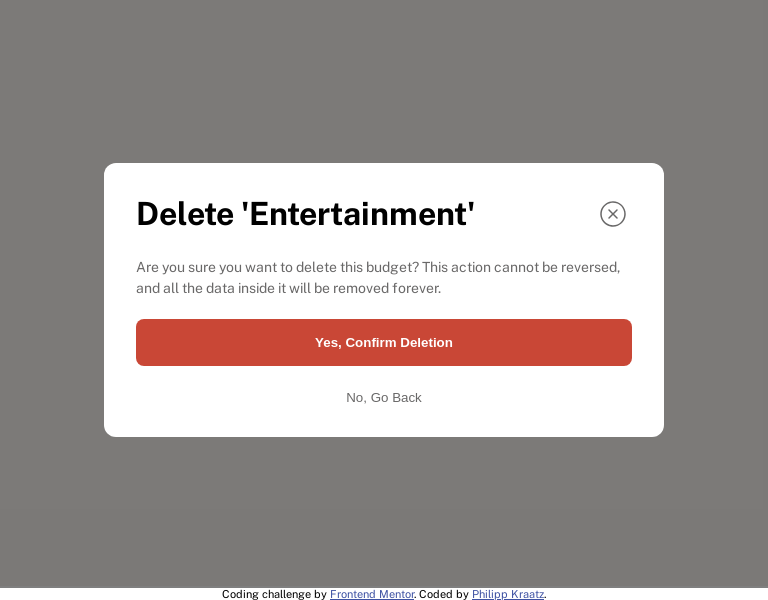 Delete 'Entertainment'
Are you sure you want to delete this budget? This action cannot be reversed,
and all the data inside it will be removed forever.
Yes, Confirm Deletion
No, Go Back
Coding challenge by Frontend Mentor. Coded by Philipp Kraatz.